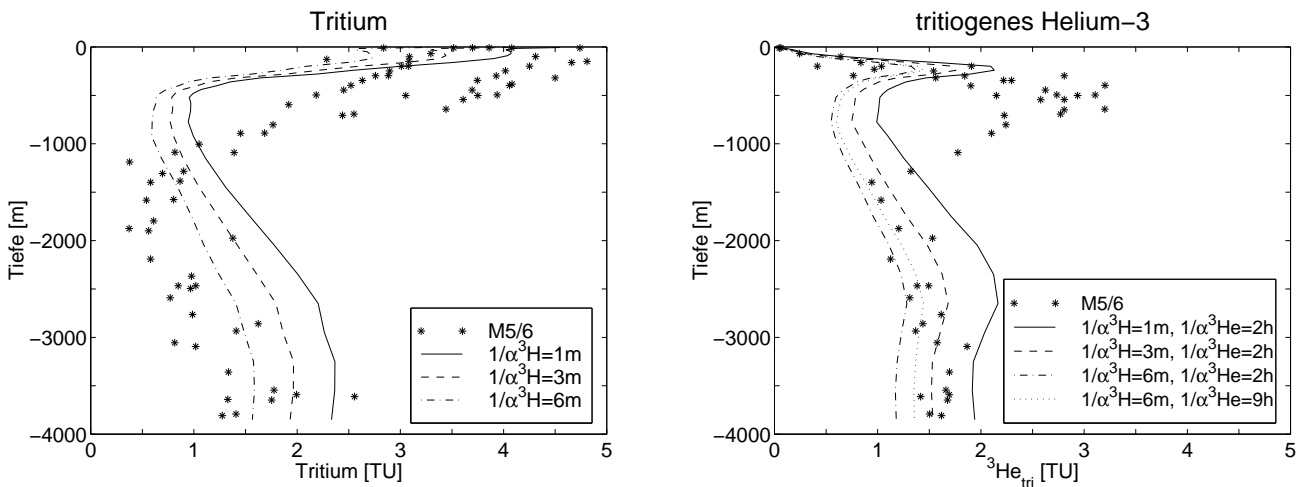 Tritium
0
−1000
−2000
−3000
−4000
Tiefe [m]
0 1 2 3 4 5
Tritium [TU]
M5/6
1/α³H=1m
1/α³H=3m
1/α³H=6m
tritiogenes Helium−3
0
−1000
−2000
−3000
−4000
Tiefe [m]
0 1 2 3 4 5
³He_tri [TU]
M5/6
1/α³H=1m, 1/α³He=2h
1/α³H=3m, 1/α³He=2h
1/α³H=6m, 1/α³He=2h
1/α³H=6m, 1/α³He=9h